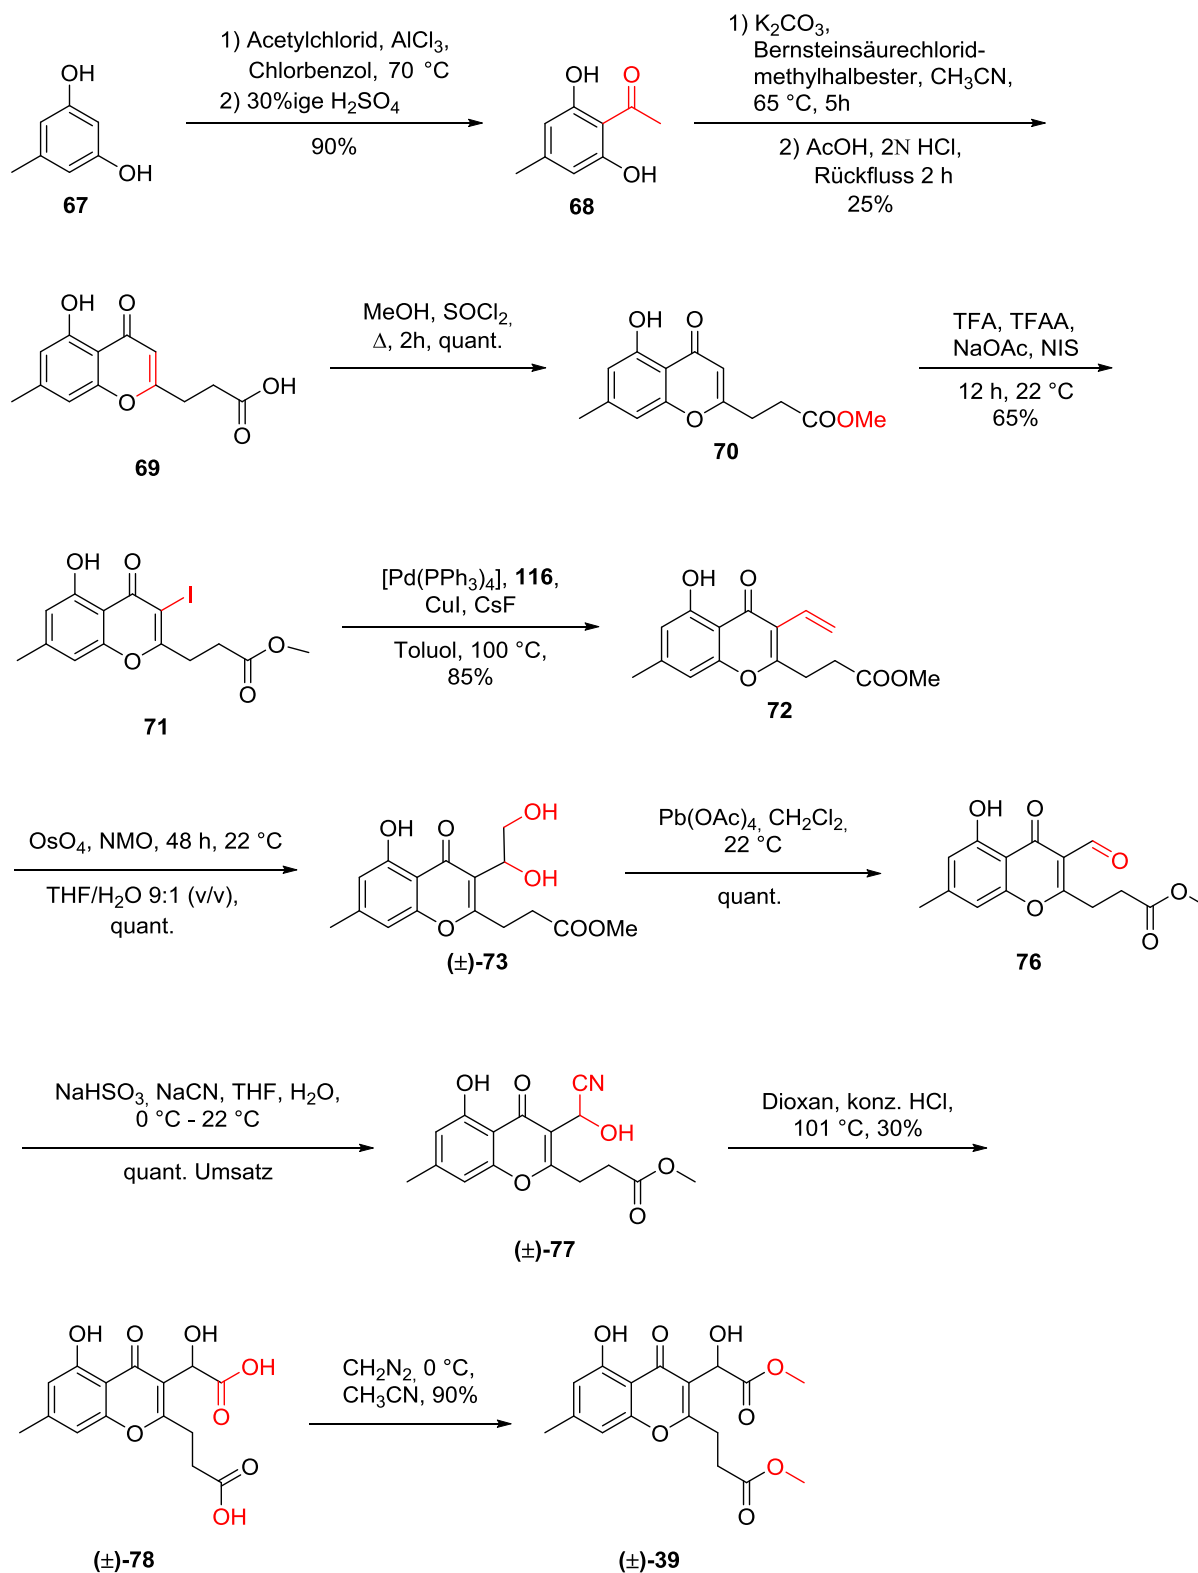 1) Acetylchlorid, AlCl3,
Chlorbenzol, 70 °C
2) 30%ige H2SO4
90%
OH
OH
67
OH
O
OH
68
1) K2CO3,
Bernsteinsäurechlorid-
methylhalbester, CH3CN,
65 °C, 5h
2) AcOH, 2N HCl,
Rückfluss 2 h
25%
OH
O
O
OH
O
69
MeOH, SOCl2,
Δ, 2h, quant.
OH
O
O
COOMe
70
TFA, TFAA,
NaOAc, NIS
12 h, 22 °C
65%
OH
O
I
O
O
O
71
[Pd(PPh3)4], 116,
CuI, CsF
Toluol, 100 °C,
85%
OH
O
O
COOMe
72
OsO4, NMO, 48 h, 22 °C
THF/H2O 9:1 (v/v),
quant.
OH
O
OH
OH
O
COOMe
(±)-73
Pb(OAc)4, CH2Cl2,
22 °C
quant.
OH
O
O
O
O
O
76
NaHSO3, NaCN, THF, H2O,
0 °C - 22 °C
quant. Umsatz
OH
O
CN
OH
O
O
O
(±)-77
Dioxan, konz. HCl,
101 °C, 30%
OH
O
OH
OH
O
O
O
OH
(±)-78
CH2N2, 0 °C,
CH3CN, 90%
OH
O
OH
O
O
O
O
O
(±)-39